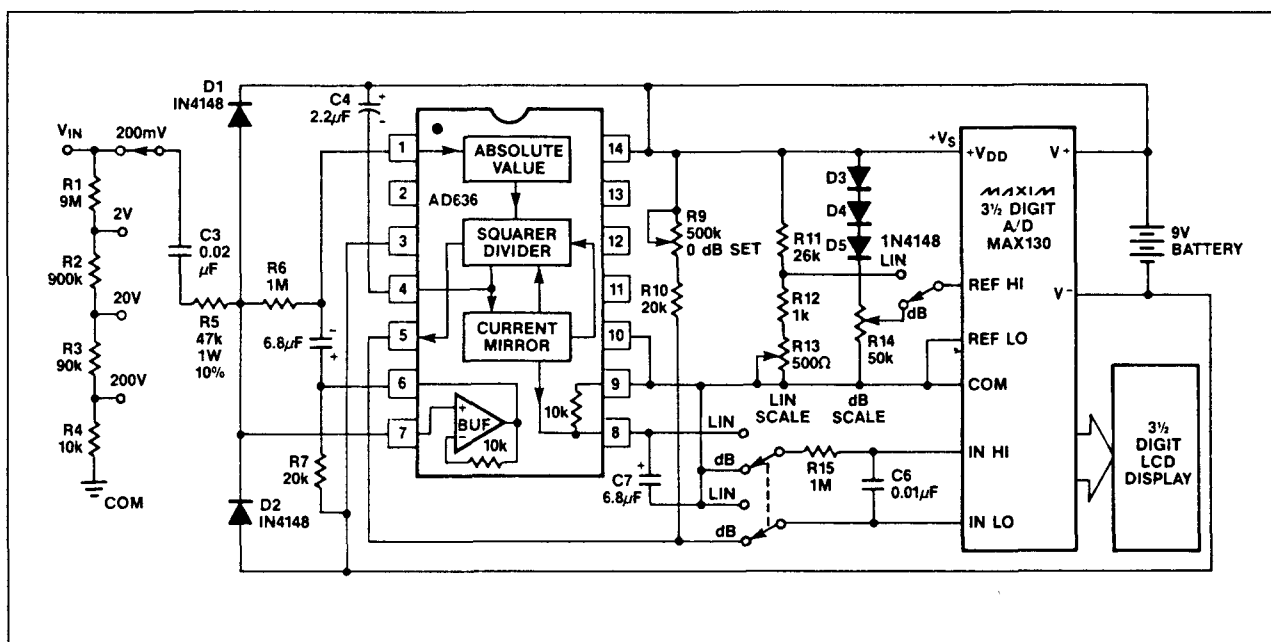 D1
IN4148
C4
2.2µF
+
-
VIN
200mV
R1
9M
2V
R2
900k
20V
R3
90k
200V
R4
10k
COM
C3
0.02
µF
R5
47k
1W
10%
R6
1M
6.8µF
-
+
R7
20k
D2
IN4148
1
2
3
4
5
6
7
14
13
12
11
10
9
8
AD636
ABSOLUTE
VALUE
SQUARER
DIVIDER
CURRENT
MIRROR
BUF
+
-
10k
10k
R9
500k
0 dB SET
R10
20k
+
C7
6.8µF
R11
26k
R12
1k
R13
500Ω
LIN
SCALE
D3
D4
D5
1N4148
LIN
dB
R14
50k
dB
SCALE
LIN
dB
LIN
dB
R15
1M
C6
0.01µF
+VS
+VDD
V+
MAXIM
3½ DIGIT
A/D
MAX130
V-
REF HI
REF LO
COM
IN HI
IN LO
9V
BATTERY
3½
DIGIT
LCD
DISPLAY